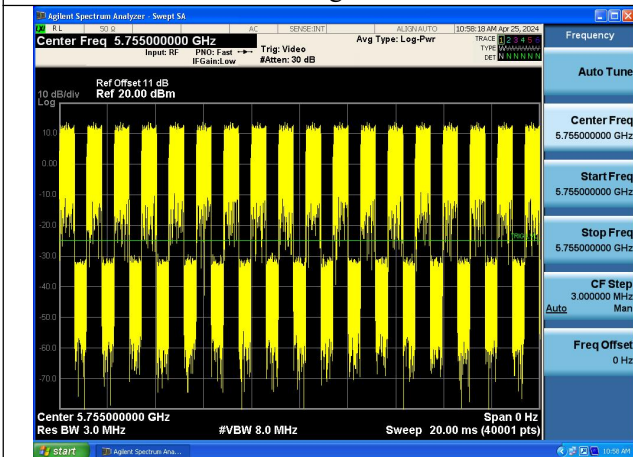 Agilent Spectrum Analyzer - Swept SA
RL 50 Ω AC SENSE:INT ALIGN AUTO 10:58:18 AM Apr 25, 2024
Center Freq 5.755000000 GHz Avg Type: Log-Pwr TRACE 1 2 3 4 5 6
Input: RF PNO: Fast Trig: Video TYPE
IFGain:Low #Atten: 30 dB DET N N N N N N
Ref Offset 11 dB
10 dB/div Ref 20.00 dBm
Log
10.0
0.00
-10.0
-20.0
-30.0
-40.0
-50.0
-60.0
-70.0
Center 5.755000000 GHz Span 0 Hz
Res BW 3.0 MHz #VBW 8.0 MHz Sweep 20.00 ms (40001 pts)
Frequency
Auto Tune
Center Freq
5.755000000 GHz
Start Freq
5.755000000 GHz
Stop Freq
5.755000000 GHz
CF Step
3.000000 MHz
Auto Man
Freq Offset
0 Hz
start Agilent Spectrum Ana... 10:58 AM